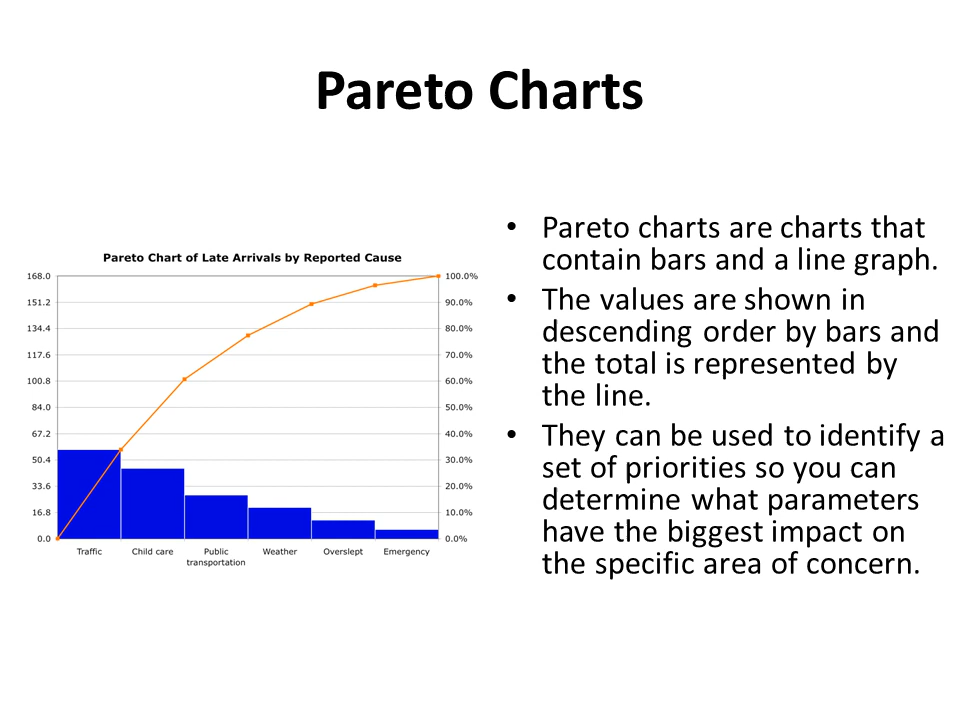 Pareto Charts
Pareto Chart of Late Arrivals by Reported Cause
168.0
151.2
134.4
117.6
100.8
84.0
67.2
50.4
33.6
16.8
0.0
100.0%
90.0%
80.0%
70.0%
60.0%
50.0%
40.0%
30.0%
20.0%
10.0%
0.0%
Traffic
Child care
Public
transportation
Weather
Overslept
Emergency
• Pareto charts are charts that
contain bars and a line graph.
• The values are shown in
descending order by bars and
the total is represented by
the line.
• They can be used to identify a
set of priorities so you can
determine what parameters
have the biggest impact on
the specific area of concern.